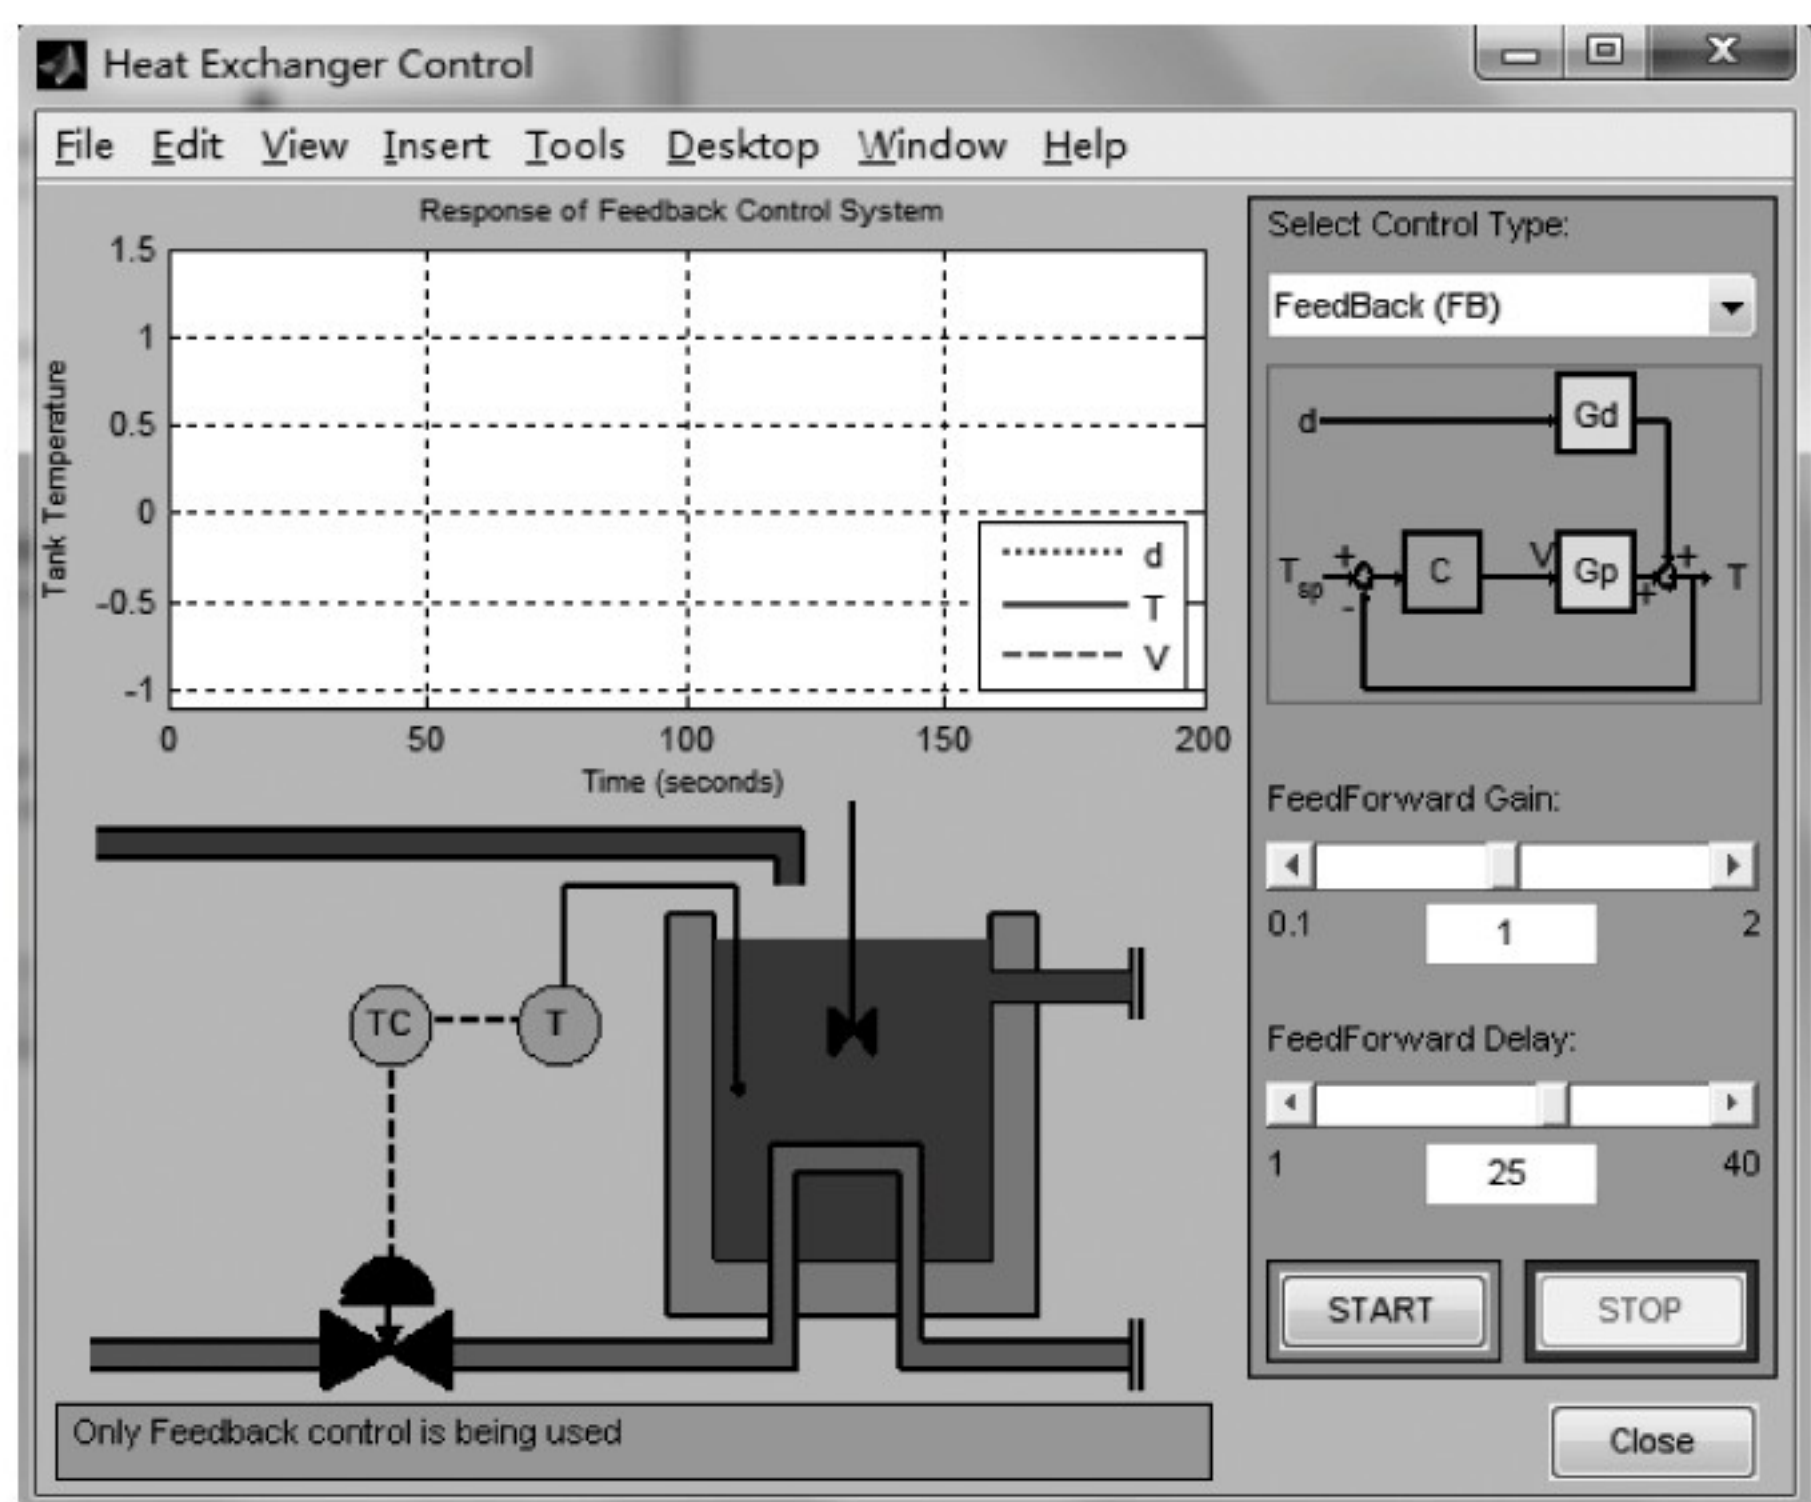 Heat Exchanger Control
File Edit View Insert Tools Desktop Window Help
Response of Feedback Control System
1.5
1
0.5
0
-0.5
-1
Tank Temperature
0 50 100 150 200
Time (seconds)
d
T
V
TC T
Only Feedback control is being used
Select Control Type:
FeedBack (FB)
d Gd
Tsp + - C V Gp + + T
FeedForward Gain:
0.1 1 2
FeedForward Delay:
1 25 40
START STOP
Close